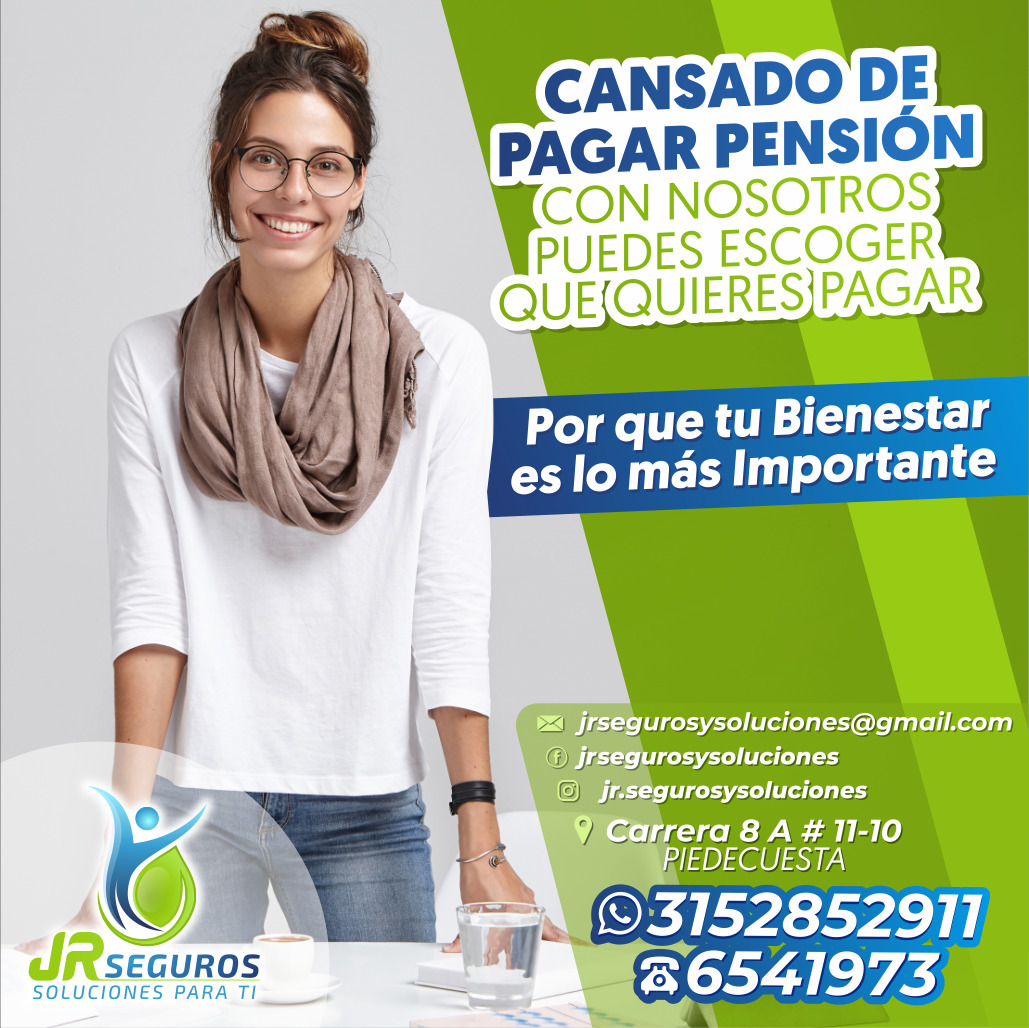 CANSADO DE
PAGAR PENSIÓN
CON NOSOTROS
PUEDES ESCOGER
QUE QUIERES PAGAR
Por que tu Bienestar
es lo más Importante
jrsegurosysoluciones@gmail.com
jrsegurosysoluciones
jr.segurosysoluciones
Carrera 8 A # 11-10
PIEDECUESTA
3152852911
6541973
JR SEGUROS
SOLUCIONES PARA TI